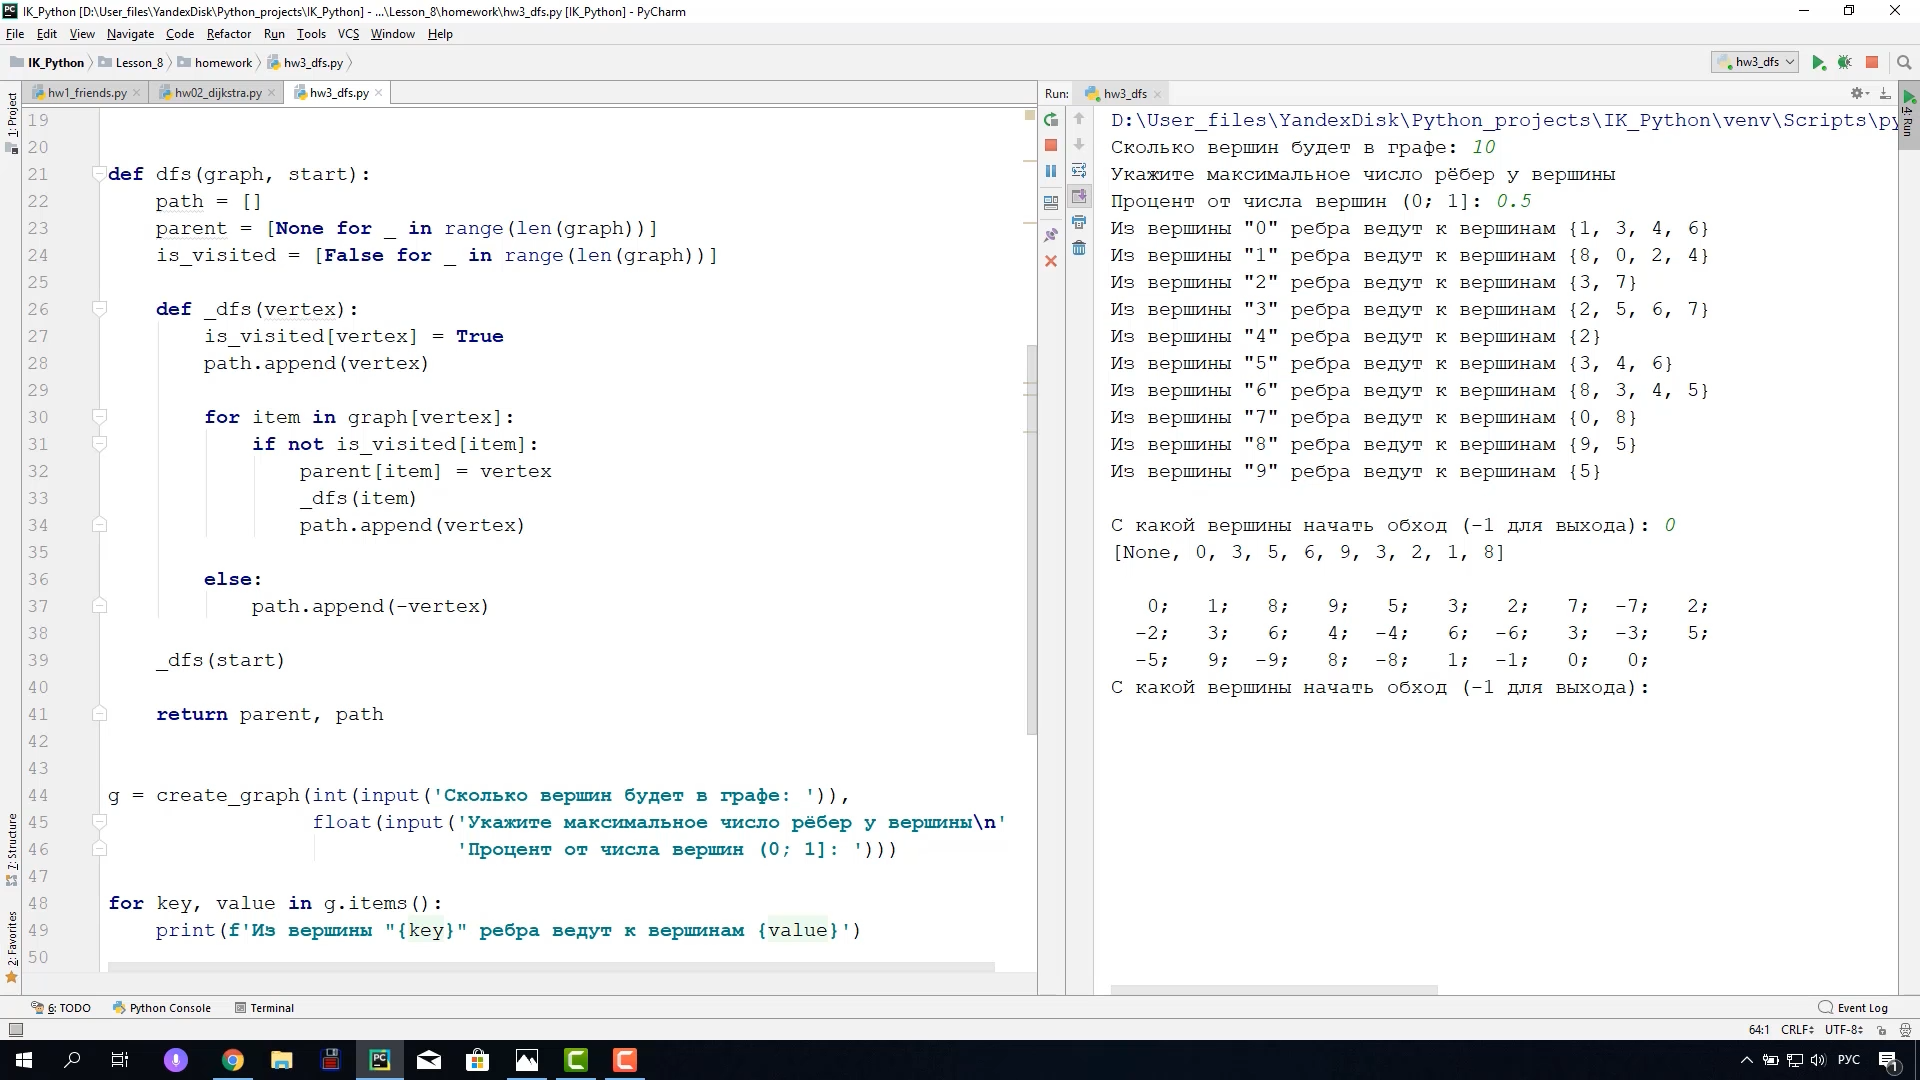 IK_Python [D:\User_files\YandexDisk\Python_projects\IK_Python] - ...\Lesson_8\homework\hw3_dfs.py [IK_Python] - PyCharm
File Edit View Navigate Code Refactor Run Tools VCS Window Help
IK_Python Lesson_8 homework hw3_dfs.py hw3_dfs
hw1_friends.py hw02_dijkstra.py hw3_dfs.py
Run: hw3_dfs
1: Project
7: Structure
2: Favorites
4: Run
19
20
21 def dfs(graph, start):
22 path = []
23 parent = [None for _ in range(len(graph))]
24 is_visited = [False for _ in range(len(graph))]
25
26 def _dfs(vertex):
27 is_visited[vertex] = True
28 path.append(vertex)
29
30 for item in graph[vertex]:
31 if not is_visited[item]:
32 parent[item] = vertex
33 _dfs(item)
34 path.append(vertex)
35
36 else:
37 path.append(-vertex)
38
39 _dfs(start)
40
41 return parent, path
42
43
44 g = create_graph(int(input('Сколько вершин будет в графе: ')),
45 float(input('Укажите максимальное число рёбер у вершины\n'
46 'Процент от числа вершин (0; 1]: ')))
47
48 for key, value in g.items():
49 print(f'Из вершины "{key}" ребра ведут к вершинам {value}')
50
D:\User_files\YandexDisk\Python_projects\IK_Python\venv\Scripts\py
Сколько вершин будет в графе: 10
Укажите максимальное число рёбер у вершины
Процент от числа вершин (0; 1]: 0.5
Из вершины "0" ребра ведут к вершинам {1, 3, 4, 6}
Из вершины "1" ребра ведут к вершинам {8, 0, 2, 4}
Из вершины "2" ребра ведут к вершинам {3, 7}
Из вершины "3" ребра ведут к вершинам {2, 5, 6, 7}
Из вершины "4" ребра ведут к вершинам {2}
Из вершины "5" ребра ведут к вершинам {3, 4, 6}
Из вершины "6" ребра ведут к вершинам {8, 3, 4, 5}
Из вершины "7" ребра ведут к вершинам {0, 8}
Из вершины "8" ребра ведут к вершинам {9, 5}
Из вершины "9" ребра ведут к вершинам {5}
С какой вершины начать обход (-1 для выхода): 0
[None, 0, 3, 5, 6, 9, 3, 2, 1, 8]
0; 1; 8; 9; 5; 3; 2; 7; -7; 2;
-2; 3; 6; 4; -4; 6; -6; 3; -3; 5;
-5; 9; -9; 8; -8; 1; -1; 0; 0;
С какой вершины начать обход (-1 для выхода):
6: TODO Python Console Terminal Event Log
64:1 CRLF UTF-8
PC РУС 1